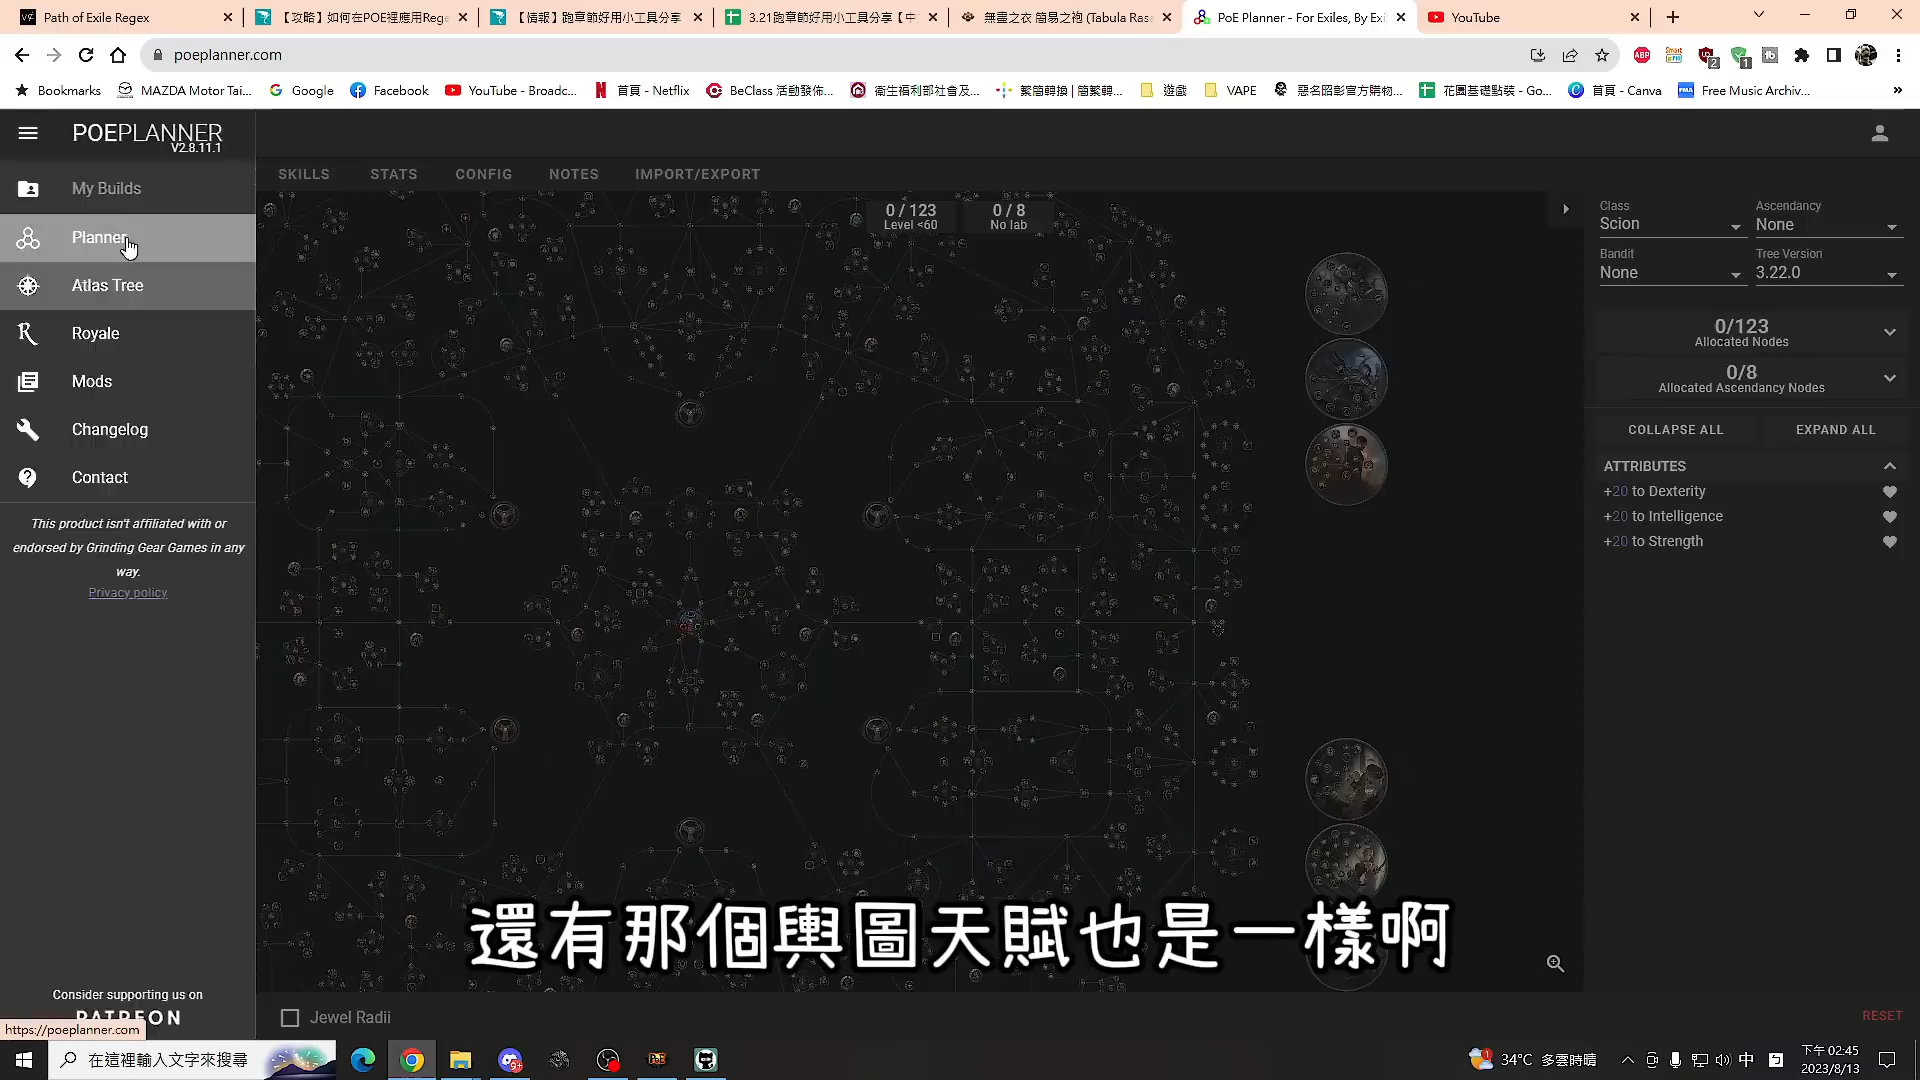 Path of Exile Regex
【攻略】如何在POE裡應用Rege
【情報】跑章節好用小工具分享
3.21跑章節好用小工具分享【中
無盡之衣 簡易之袍 (Tabula Rasa
PoE Planner - For Exiles, By Exi
YouTube
poeplanner.com
Bookmarks
MAZDA Motor Tai...
Google
Facebook
YouTube - Broadc...
首頁 - Netflix
BeClass 活動發佈...
衛生福利部社會及...
繁簡轉換 | 簡繁轉...
遊戲
VAPE
惡名昭彰官方購物...
花園基礎點裝 - Go...
首頁 - Canva
Free Music Archiv...
POEPLANNER
V2.8.11.1
My Builds
Planner
Atlas Tree
Royale
Mods
Changelog
Contact
This product isn't affiliated with or
endorsed by Grinding Gear Games in any
way.
Privacy policy
Consider supporting us on
PATREON
https://poeplanner.com
SKILLS
STATS
CONFIG
NOTES
IMPORT/EXPORT
0 / 123
Level <60
0 / 8
No lab
Class
Scion
Ascendancy
None
Bandit
None
Tree Version
3.22.0
0/123
Allocated Nodes
0/8
Allocated Ascendancy Nodes
COLLAPSE ALL
EXPAND ALL
ATTRIBUTES
+20 to Dexterity
+20 to Intelligence
+20 to Strength
還有那個輿圖天賦也是一樣啊
Jewel Radii
RESET
在這裡輸入文字來搜尋
34°C 多雲時晴
中
下午 02:45
2023/8/13